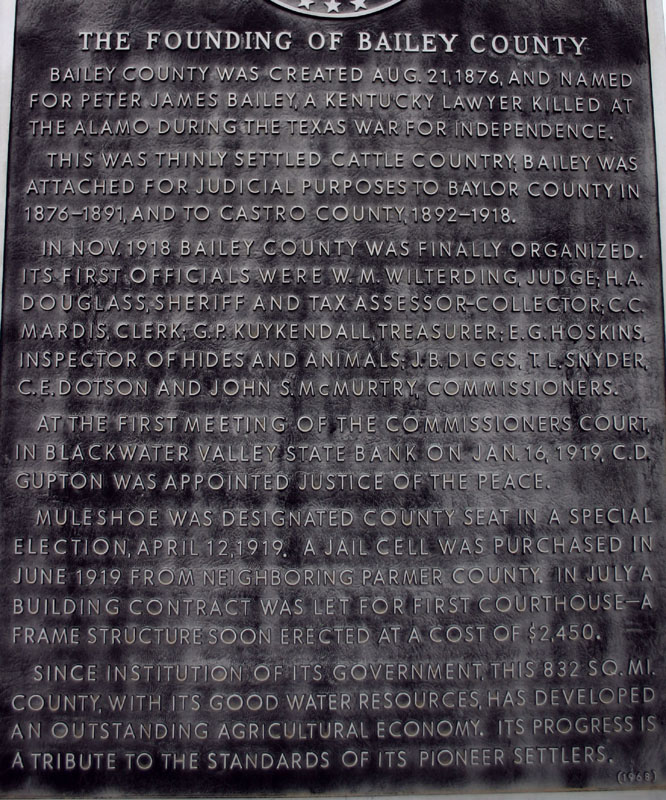 THE FOUNDING OF BAILEY COUNTY
BAILEY COUNTY WAS CREATED AUG. 21, 1876, AND NAMED
FOR PETER JAMES BAILEY, A KENTUCKY LAWYER KILLED AT
THE ALAMO DURING THE TEXAS WAR FOR INDEPENDENCE.
THIS WAS THINLY SETTLED CATTLE COUNTRY; BAILEY WAS
ATTACHED FOR JUDICIAL PURPOSES TO BAYLOR COUNTY IN
1876–1891, AND TO CASTRO COUNTY, 1892–1918.
IN NOV. 1918 BAILEY COUNTY WAS FINALLY ORGANIZED.
ITS FIRST OFFICIALS WERE W. M. WILTERDING, JUDGE; H. A.
DOUGLASS, SHERIFF AND TAX ASSESSOR-COLLECTOR; C. C.
MARDIS, CLERK; G. P. KUYKENDALL, TREASURER; E. G. HOSKINS,
INSPECTOR OF HIDES AND ANIMALS; J. B. DIGGS, T. L. SNYDER,
C. E. DOTSON AND JOHN S. McMURTRY, COMMISSIONERS.
AT THE FIRST MEETING OF THE COMMISSIONERS COURT,
IN BLACKWATER VALLEY STATE BANK ON JAN. 16, 1919, C. D.
GUPTON WAS APPOINTED JUSTICE OF THE PEACE.
MULESHOE WAS DESIGNATED COUNTY SEAT IN A SPECIAL
ELECTION, APRIL 12, 1919. A JAIL CELL WAS PURCHASED IN
JUNE 1919 FROM NEIGHBORING PARMER COUNTY. IN JULY A
BUILDING CONTRACT WAS LET FOR FIRST COURTHOUSE—A
FRAME STRUCTURE SOON ERECTED AT A COST OF $2,450.
SINCE INSTITUTION OF ITS GOVERNMENT, THIS 832 SQ. MI.
COUNTY, WITH ITS GOOD WATER RESOURCES, HAS DEVELOPED
AN OUTSTANDING AGRICULTURAL ECONOMY. ITS PROGRESS IS
A TRIBUTE TO THE STANDARDS OF ITS PIONEER SETTLERS.
(1968)